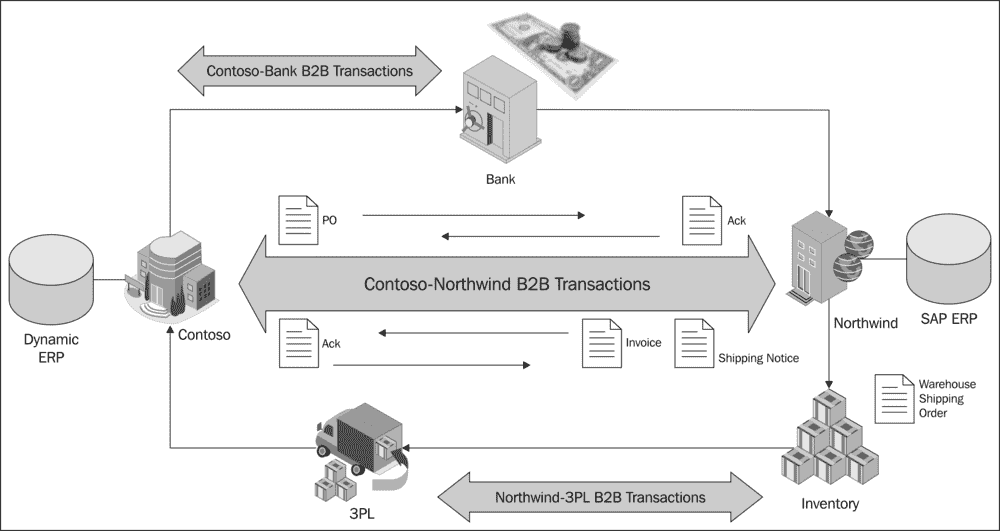 Contoso-Bank B2B Transactions
Bank
PO
Ack
Contoso-Northwind B2B Transactions
Dynamic
ERP
Contoso
Northwind
SAP ERP
Ack
Invoice
Shipping Notice
Warehouse
Shipping
Order
3PL
Northwind-3PL B2B Transactions
Inventory